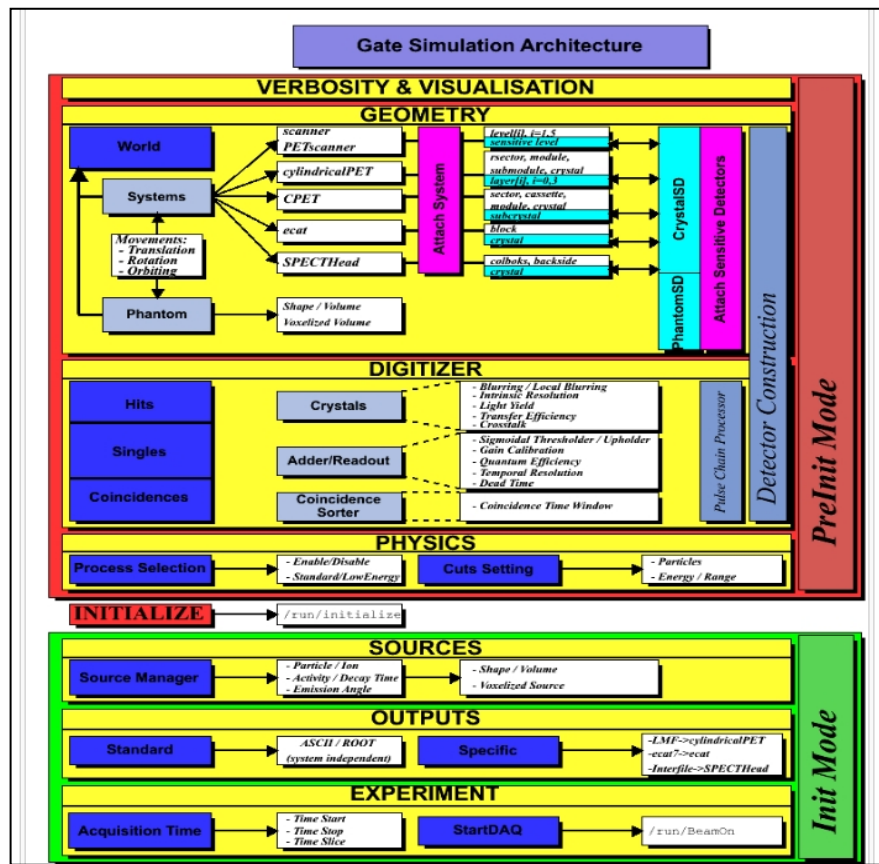 Gate Simulation Architecture
VERBOSITY & VISUALISATION
GEOMETRY
World
Systems
Movements:
- Translation
- Rotation
- Orbiting
Phantom
scanner
PETscanner
cylindricalPET
CPET
ecat
SPECTHead
Shape / Volume
Voxelized Volume
Attach System
level[i], i=1,5
sensitive level
rsector, module,
submodule, crystal
layer[i], i=0,3
sector, cassette,
module, crystal
subcrystal
block
crystal
colboks, backside
crystal
CrystalSD
PhantomSD
Attach Sensitive Detectors
Detector Construction
PreInit Mode
DIGITIZER
Hits
Singles
Coincidences
Crystals
Adder/Readout
Coincidence
Sorter
- Blurring / Local Blurring
- Intrinsic Resolution
- Light Yield
- Transfer Efficiency
- Crosstalk
- Sigmoidal Thresholder / Upholder
- Gain Calibration
- Quantum Efficiency
- Temporal Resolution
- Dead Time
- Coincidence Time Window
Pulse Chain Processor
PHYSICS
Process Selection
- Enable/Disable
- Standard/LowEnergy
Cuts Setting
- Particles
- Energy / Range
INITIALIZE
/run/initialize
SOURCES
Source Manager
- Particle / Ion
- Activity / Decay Time
- Emission Angle
- Shape / Volume
- Voxelized Source
OUTPUTS
Standard
ASCII / ROOT
(system independent)
Specific
-LMF->cylindricalPET
-ecat7->ecat
-Interfile->SPECTHead
EXPERIMENT
Acquisition Time
- Time Start
- Time Stop
- Time Slice
StartDAQ
/run/BeamOn
Init Mode